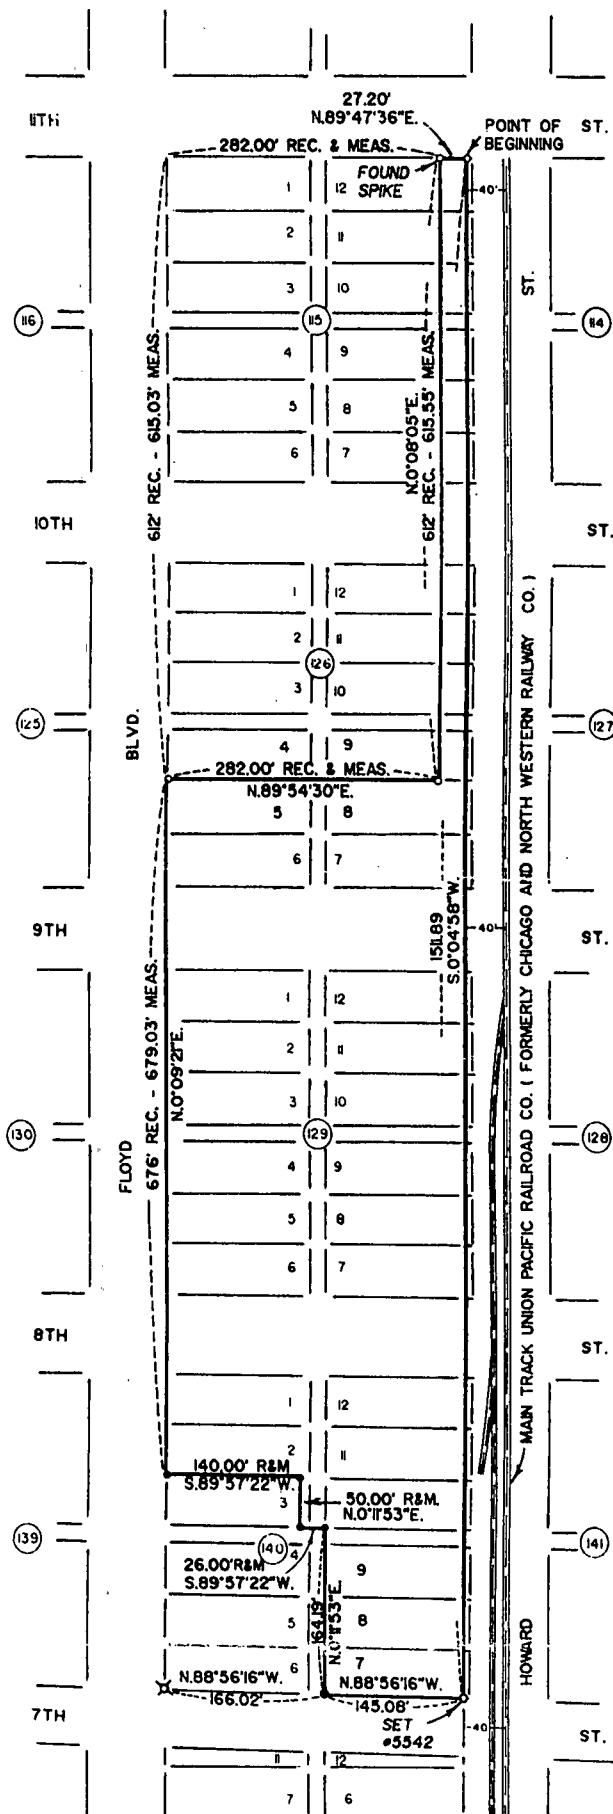 27.20'
N.89°47'36"E.
11TH
282.00' REC. & MEAS.
POINT OF
BEGINNING
ST.
FOUND
SPIKE
40'
1
12
2
11
3
10
ST.
116
115
114
4
9
5
8
6
7
612' REC. - 615.03' MEAS.
N.0°08'05"E.
612' REC. - 615.55' MEAS.
10TH
ST.
1
12
2
11
3
10
126
125
127
BLVD.
4
9
282.00' REC. & MEAS.
N.89°54'30"E.
5
8
6
7
9TH
ST.
1511.89
S.0°04'58"W.
40'
MAIN TRACK UNION PACIFIC RAILROAD CO. ( FORMERLY CHICAGO AND NORTH WESTERN RAILWAY CO. )
1
12
2
11
3
10
676' REC. - 679.03' MEAS.
N.0°09'21"E.
130
129
128
FLOYD
4
9
5
8
6
7
8TH
ST.
1
12
2
11
140.00' R&M
S.89°57'22"W.
3
50.00' R&M.
N.0°11'53"E.
139
140
141
4
26.00' R&M
S.89°57'22"W.
9
5
8
164.19'
N.0°11'53"E.
6
7
HOWARD
N.88°56'16"W.
166.02'
N.88°56'16"W.
145.08'
7TH
SET
#5542
40'
ST.
11
12
7
6